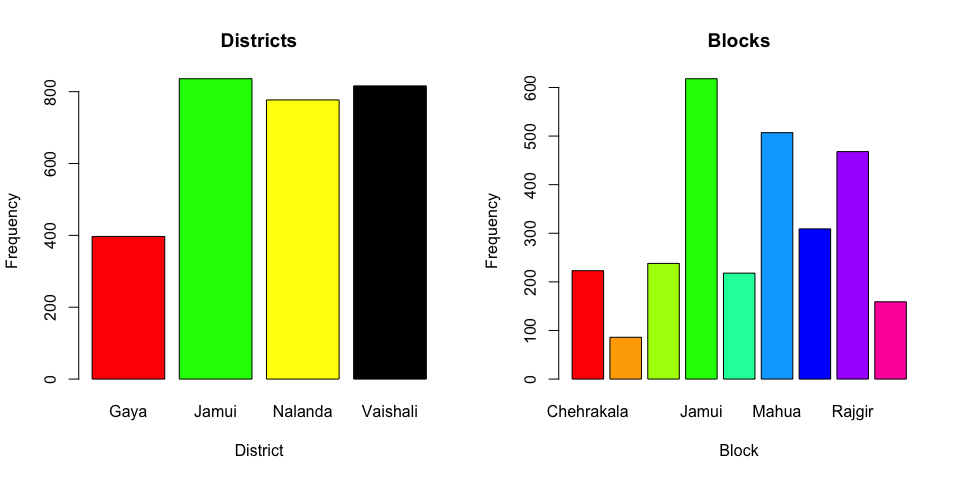 Districts
Frequency
0
200
400
600
800
Gaya Jamui Nalanda Vaishali
District
Blocks
Frequency
0
100
200
300
400
500
600
Chehrakala Jamui Mahua Rajgir
Block